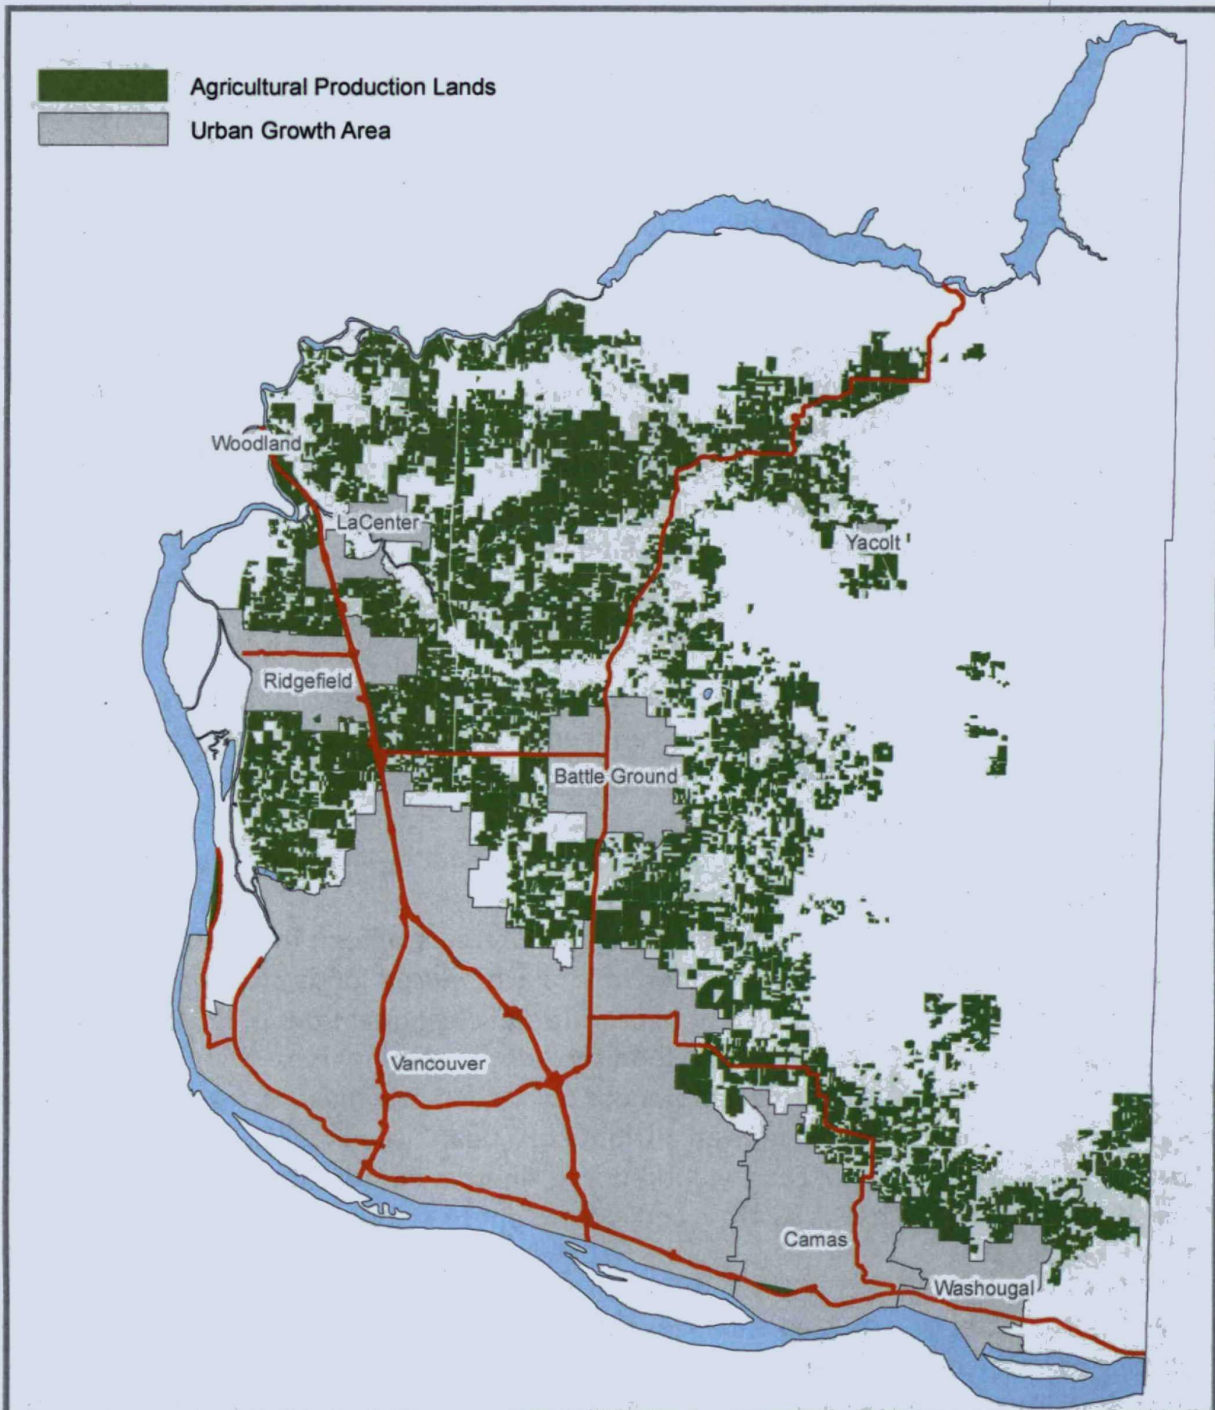 Agricultural Production Lands
Urban Growth Area
Woodland
LaCenter
Yacolt
Ridgefield
Battle Ground
Vancouver
Camas
Washougal